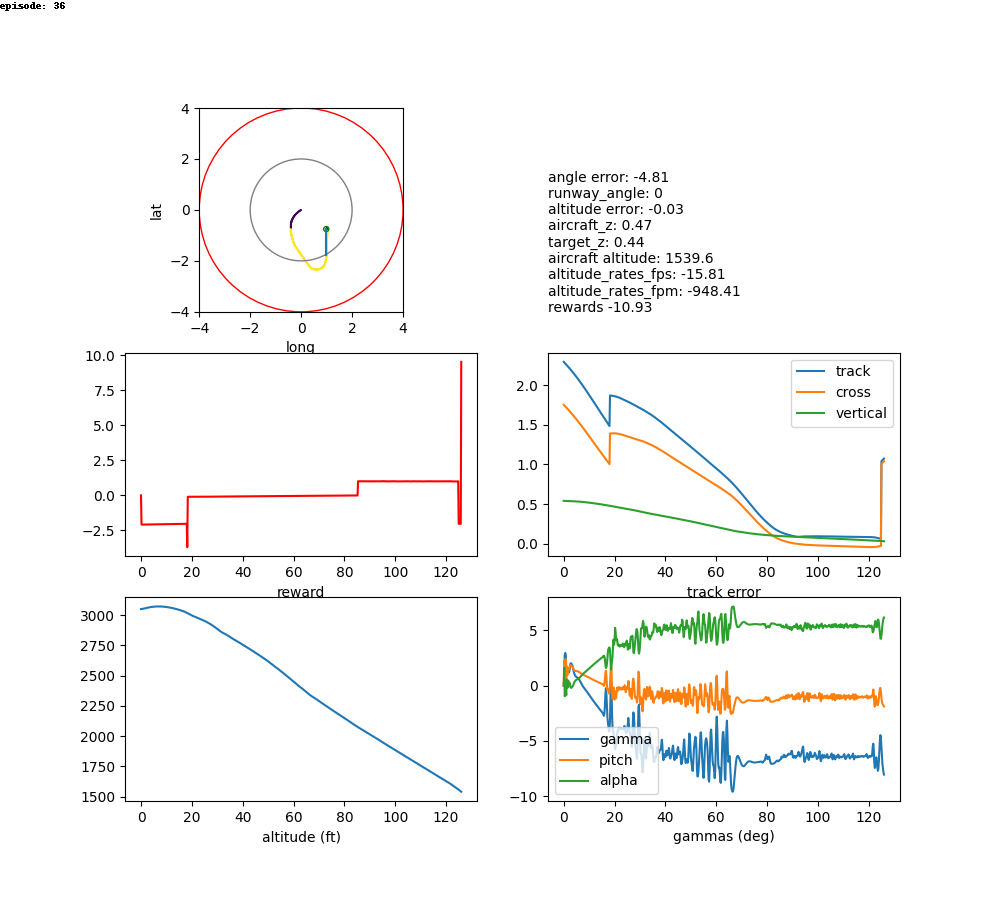 episode: 36
4
2
0
−2
−4
lat
−4 −2 0 2 4
long
angle error: -4.81
runway_angle: 0
altitude error: -0.03
aircraft_z: 0.47
target_z: 0.44
aircraft altitude: 1539.6
altitude_rates_fps: -15.81
altitude_rates_fpm: -948.41
rewards -10.93
10.0
7.5
5.0
2.5
0.0
−2.5
0 20 40 60 80 100 120
reward
2.0
1.5
1.0
0.5
0.0
track
cross
vertical
0 20 40 60 80 100 120
track error
3000
2750
2500
2250
2000
1750
1500
0 20 40 60 80 100 120
altitude (ft)
5
0
−5
−10
gamma
pitch
alpha
0 20 40 60 80 100 120
gammas (deg)